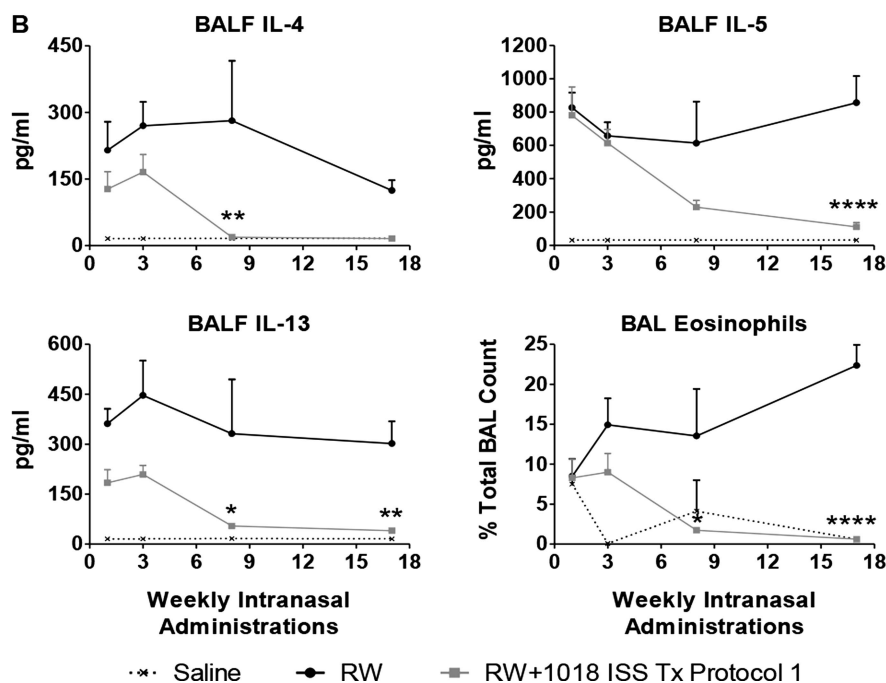 B
BALF IL-4
450
300
150
0
pg/ml
**
0 3 6 9 12 15 18
BALF IL-5
1200
1000
800
600
400
200
0
pg/ml
****
0 3 6 9 12 15 18
BALF IL-13
600
450
300
150
0
pg/ml
*
**
0 3 6 9 12 15 18
Weekly Intranasal
Administrations
BAL Eosinophils
25
20
15
10
5
0
% Total BAL Count
*
****
0 3 6 9 12 15 18
Weekly Intranasal
Administrations
Saline RW RW+1018 ISS Tx Protocol 1